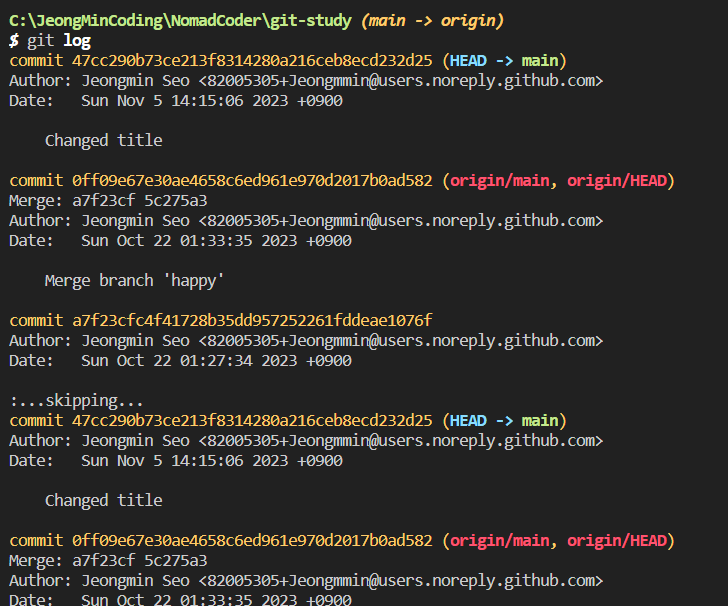 C:\JeongMinCoding\NomadCoder\git-study (main -> origin)
$ git log
commit 47cc290b73ce213f8314280a216ceb8ecd232d25 (HEAD -> main)
Author: Jeongmin Seo <82005305+Jeongmmin@users.noreply.github.com>
Date:   Sun Nov 5 14:15:06 2023 +0900
    Changed title
commit 0ff09e67e30ae4658c6ed961e970d2017b0ad582 (origin/main, origin/HEAD)
Merge: a7f23cf 5c275a3
Author: Jeongmin Seo <82005305+Jeongmmin@users.noreply.github.com>
Date:   Sun Oct 22 01:33:35 2023 +0900
    Merge branch 'happy'
commit a7f23cfc4f41728b35dd957252261fddeae1076f
Author: Jeongmin Seo <82005305+Jeongmmin@users.noreply.github.com>
Date:   Sun Oct 22 01:27:34 2023 +0900
:...skipping...
commit 47cc290b73ce213f8314280a216ceb8ecd232d25 (HEAD -> main)
Author: Jeongmin Seo <82005305+Jeongmmin@users.noreply.github.com>
Date:   Sun Nov 5 14:15:06 2023 +0900
    Changed title
commit 0ff09e67e30ae4658c6ed961e970d2017b0ad582 (origin/main, origin/HEAD)
Merge: a7f23cf 5c275a3
Author: Jeongmin Seo <82005305+Jeongmmin@users.noreply.github.com>
Date:   Sun Oct 22 01:33:35 2023 +0900